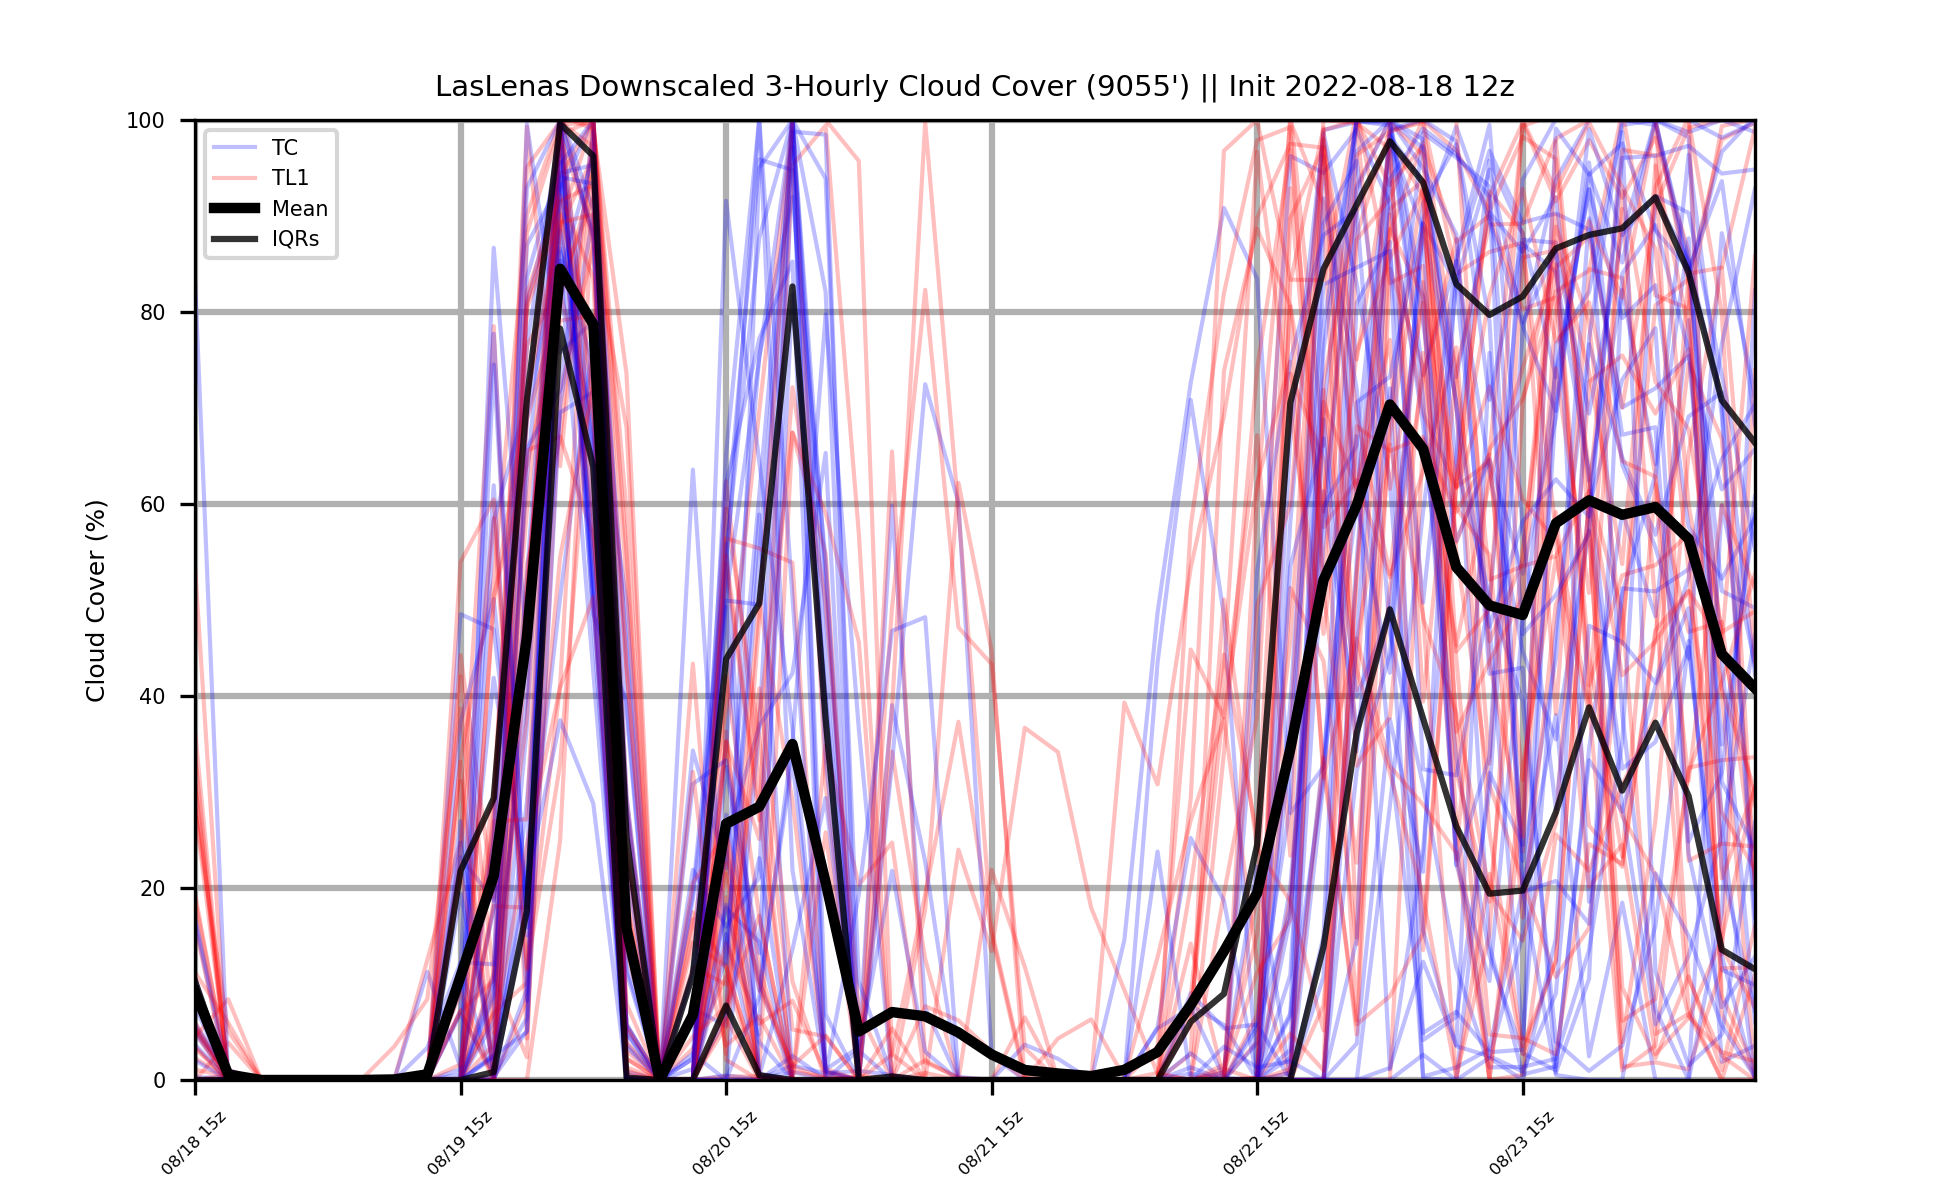 LasLenas Downscaled 3-Hourly Cloud Cover (9055') || Init 2022-08-18 12z
100
80
60
40
20
0
Cloud Cover (%)
TC
TL1
Mean
IQRs
08/18 15z
08/19 15z
08/20 15z
08/21 15z
08/22 15z
08/23 15z